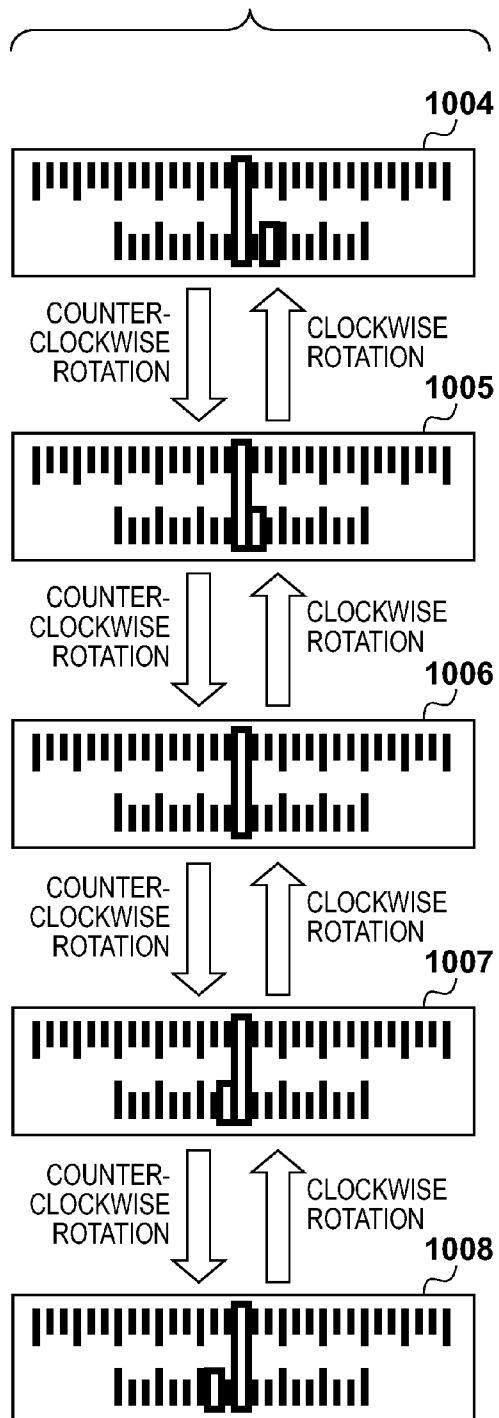 1004
COUNTER-
CLOCKWISE
ROTATION
CLOCKWISE
ROTATION
1005
COUNTER-
CLOCKWISE
ROTATION
CLOCKWISE
ROTATION
1006
COUNTER-
CLOCKWISE
ROTATION
CLOCKWISE
ROTATION
1007
COUNTER-
CLOCKWISE
ROTATION
CLOCKWISE
ROTATION
1008